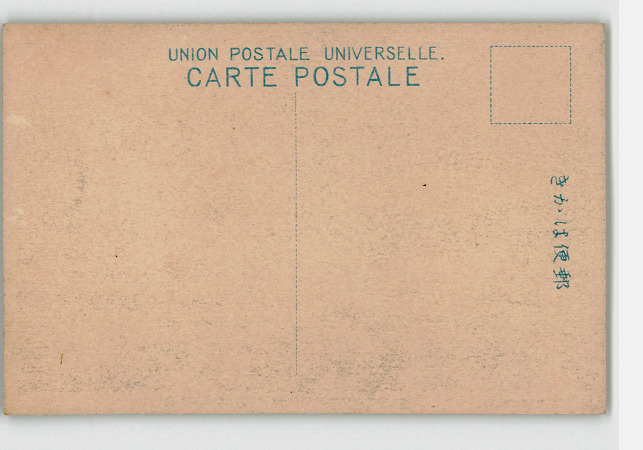 UNION POSTALE UNIVERSELLE.
CARTE POSTALE
きかは便郵